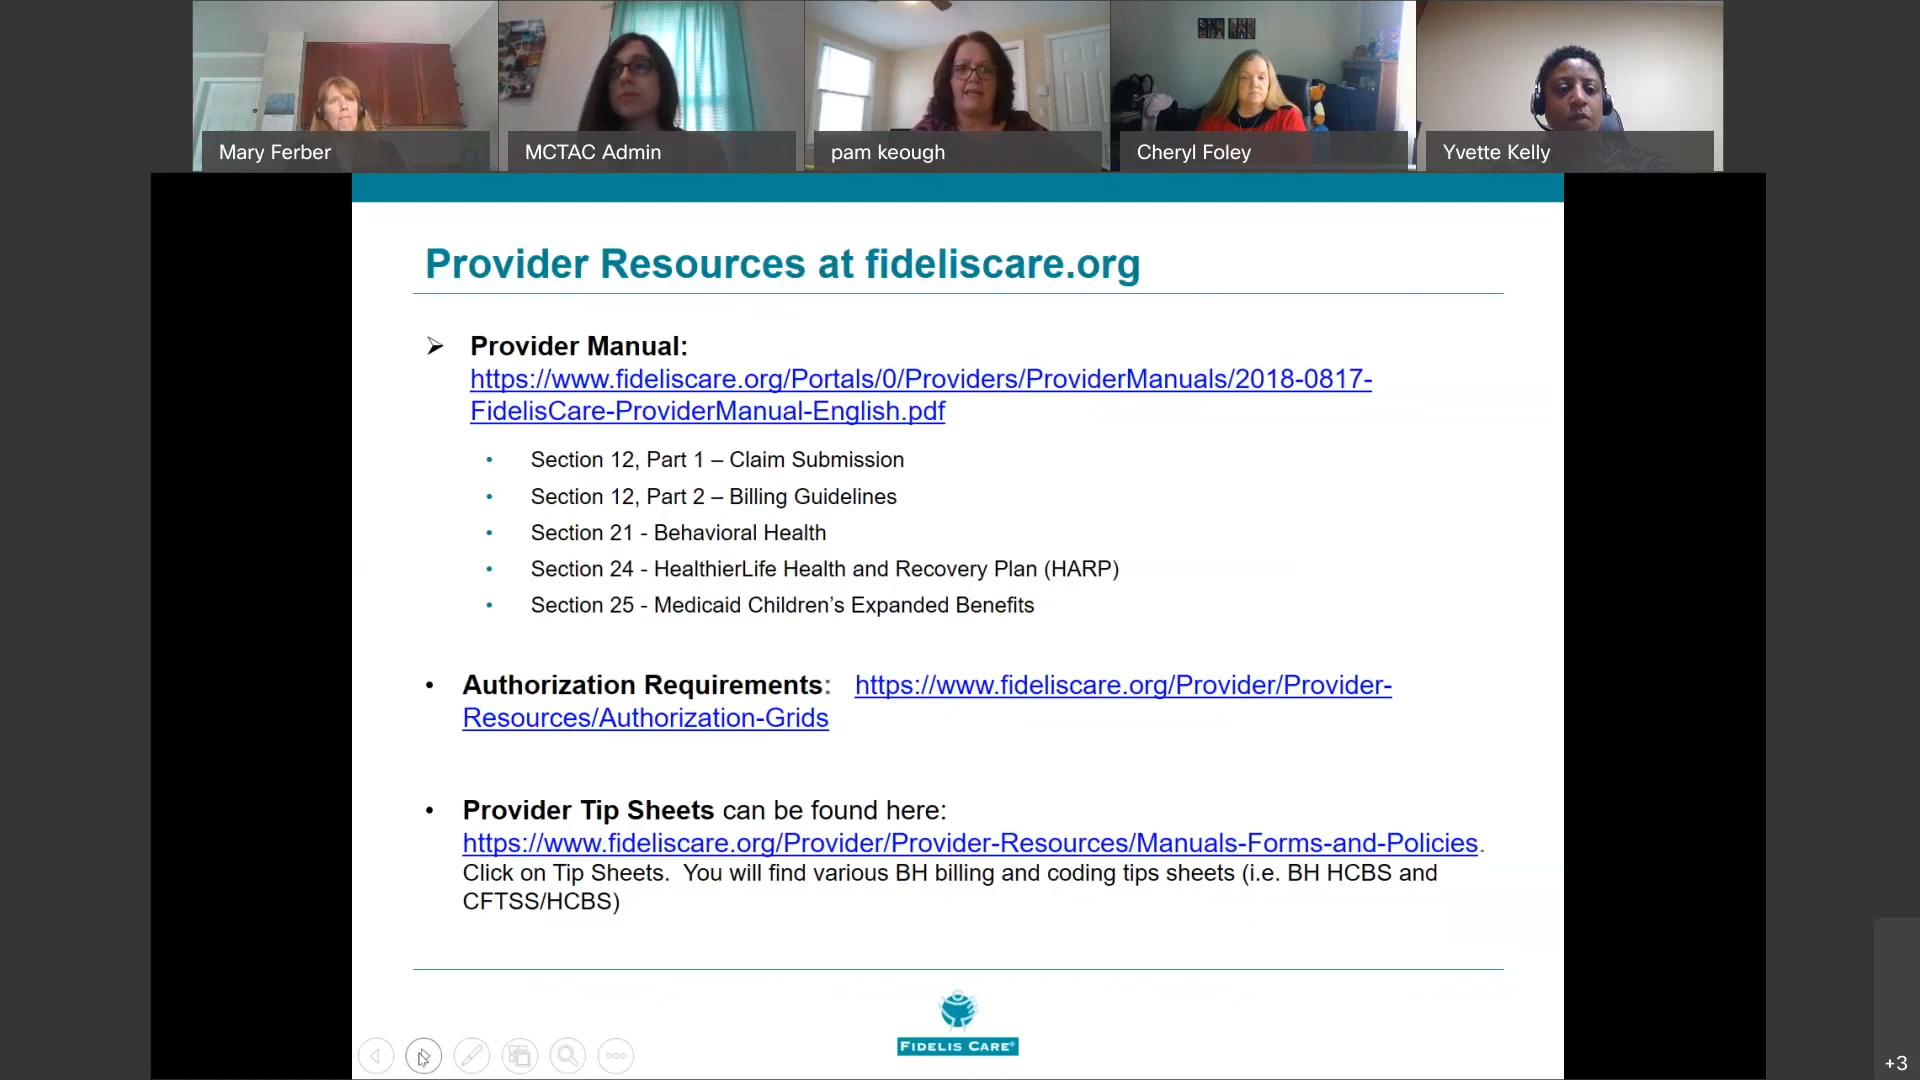 Mary Ferber
MCTAC Admin
pam keough
Cheryl Foley
Yvette Kelly
Provider Resources at fideliscare.org
➢ Provider Manual:
https://www.fideliscare.org/Portals/0/Providers/ProviderManuals/2018-0817-
FidelisCare-ProviderManual-English.pdf
• Section 12, Part 1 – Claim Submission
• Section 12, Part 2 – Billing Guidelines
• Section 21 - Behavioral Health
• Section 24 - HealthierLife Health and Recovery Plan (HARP)
• Section 25 - Medicaid Children’s Expanded Benefits
• Authorization Requirements: https://www.fideliscare.org/Provider/Provider-
Resources/Authorization-Grids
• Provider Tip Sheets can be found here:
https://www.fideliscare.org/Provider/Provider-Resources/Manuals-Forms-and-Policies.
Click on Tip Sheets. You will find various BH billing and coding tips sheets (i.e. BH HCBS and
CFTSS/HCBS)
FIDELIS CARE®
+3